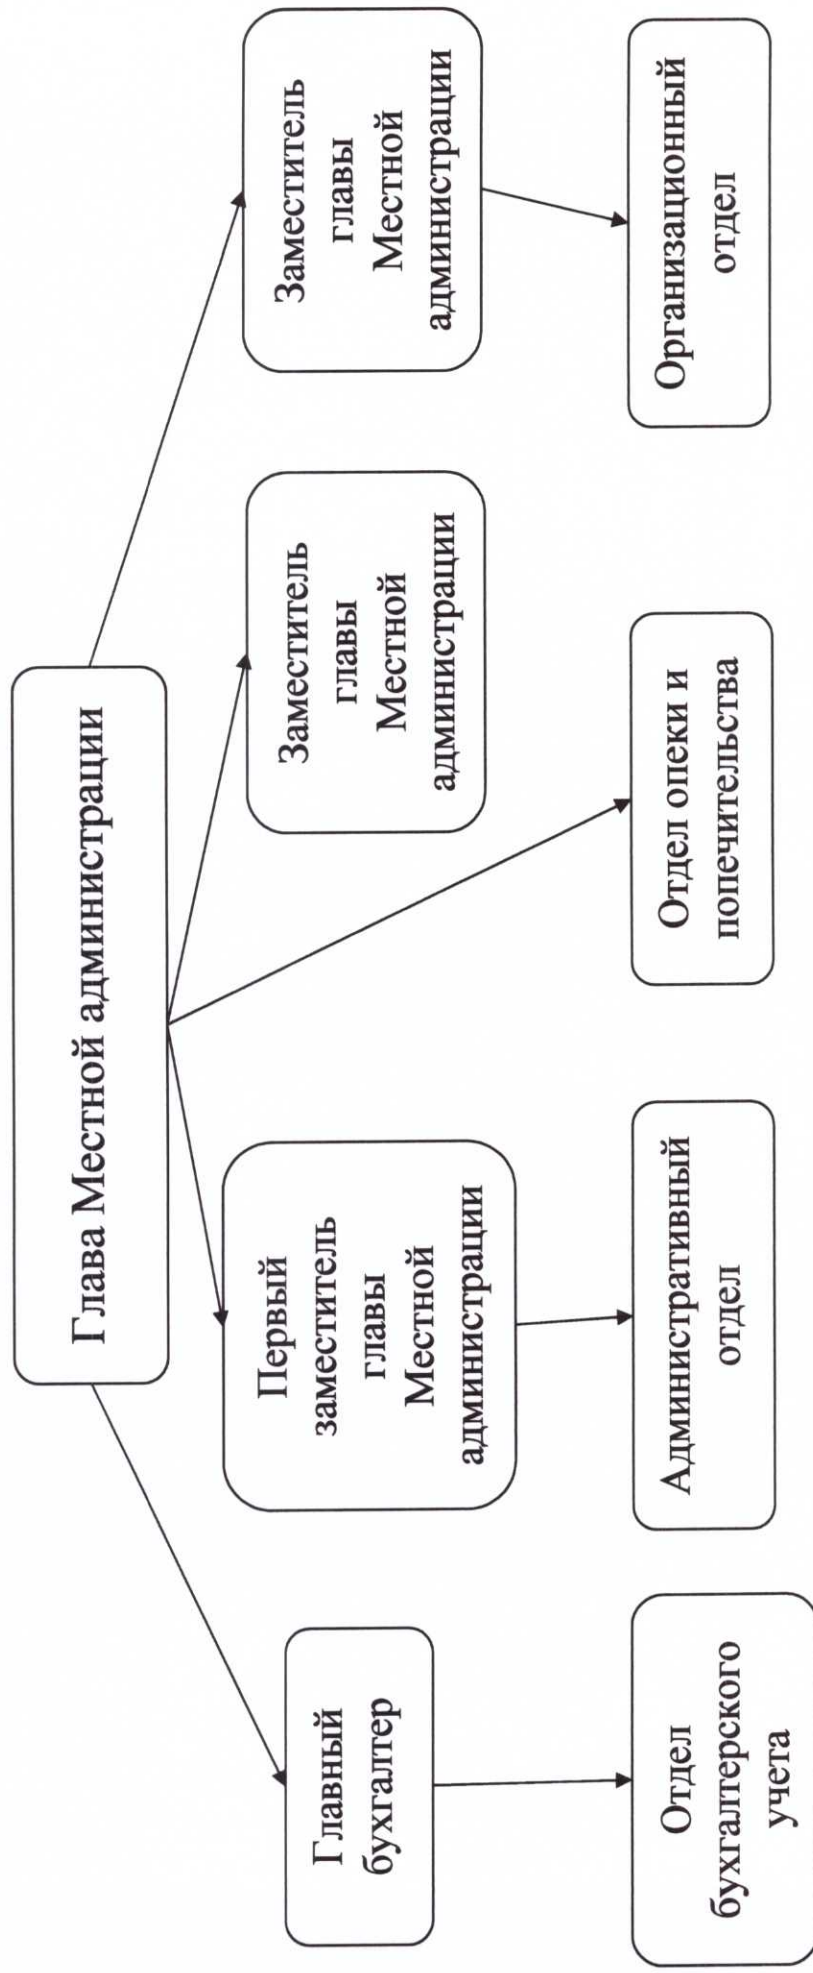 Глава Местной администрации
Главный
бухгалтер
Первый
заместитель
главы
Местной
администрации
Заместитель
главы
Местной
администрации
Заместитель
главы
Местной
администрации
Отдел
бухгалтерского
учета
Административный
отдел
Отдел опеки и
попечительства
Организационный
отдел